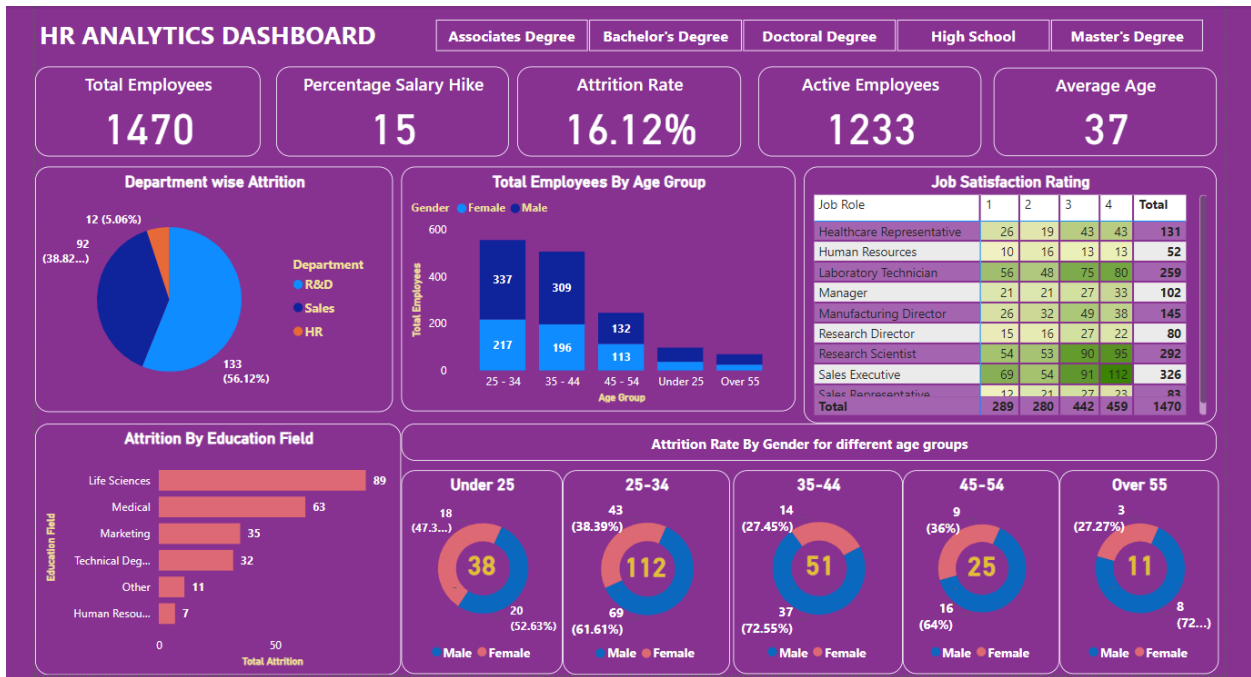 HR ANALYTICS DASHBOARD
Associates Degree
Bachelor's Degree
Doctoral Degree
High School
Master's Degree
Total Employees
1470
Percentage Salary Hike
15
Attrition Rate
16.12%
Active Employees
1233
Average Age
37
Department wise Attrition
12 (5.06%)
92
(38.82...)
133
(56.12%)
Department
R&D
Sales
HR
Total Employees By Age Group
Gender Female Male
Total Employees
600
400
200
0
337
217
309
196
132
113
25 - 34
35 - 44
45 - 54
Under 25
Over 55
Age Group
Job Satisfaction Rating
Job Role 1 2 3 4 Total
Healthcare Representative 26 19 43 43 131
Human Resources 10 16 13 13 52
Laboratory Technician 56 48 75 80 259
Manager 21 21 27 33 102
Manufacturing Director 26 32 49 38 145
Research Director 15 16 27 22 80
Research Scientist 54 53 90 95 292
Sales Executive 69 54 91 112 326
Sales Representative 12 21 27 23 83
Total 289 280 442 459 1470
Attrition By Education Field
Education Field
Life Sciences 89
Medical 63
Marketing 35
Technical Deg... 32
Other 11
Human Resou... 7
0 50
Total Attrition
Attrition Rate By Gender for different age groups
Under 25
18
(47.3...)
38
20
(52.63%)
Male Female
25-34
43
(38.39%)
112
69
(61.61%)
Male Female
35-44
14
(27.45%)
51
37
(72.55%)
Male Female
45-54
9
(36%)
25
16
(64%)
Male Female
Over 55
3
(27.27%)
11
8
(72...)
Male Female